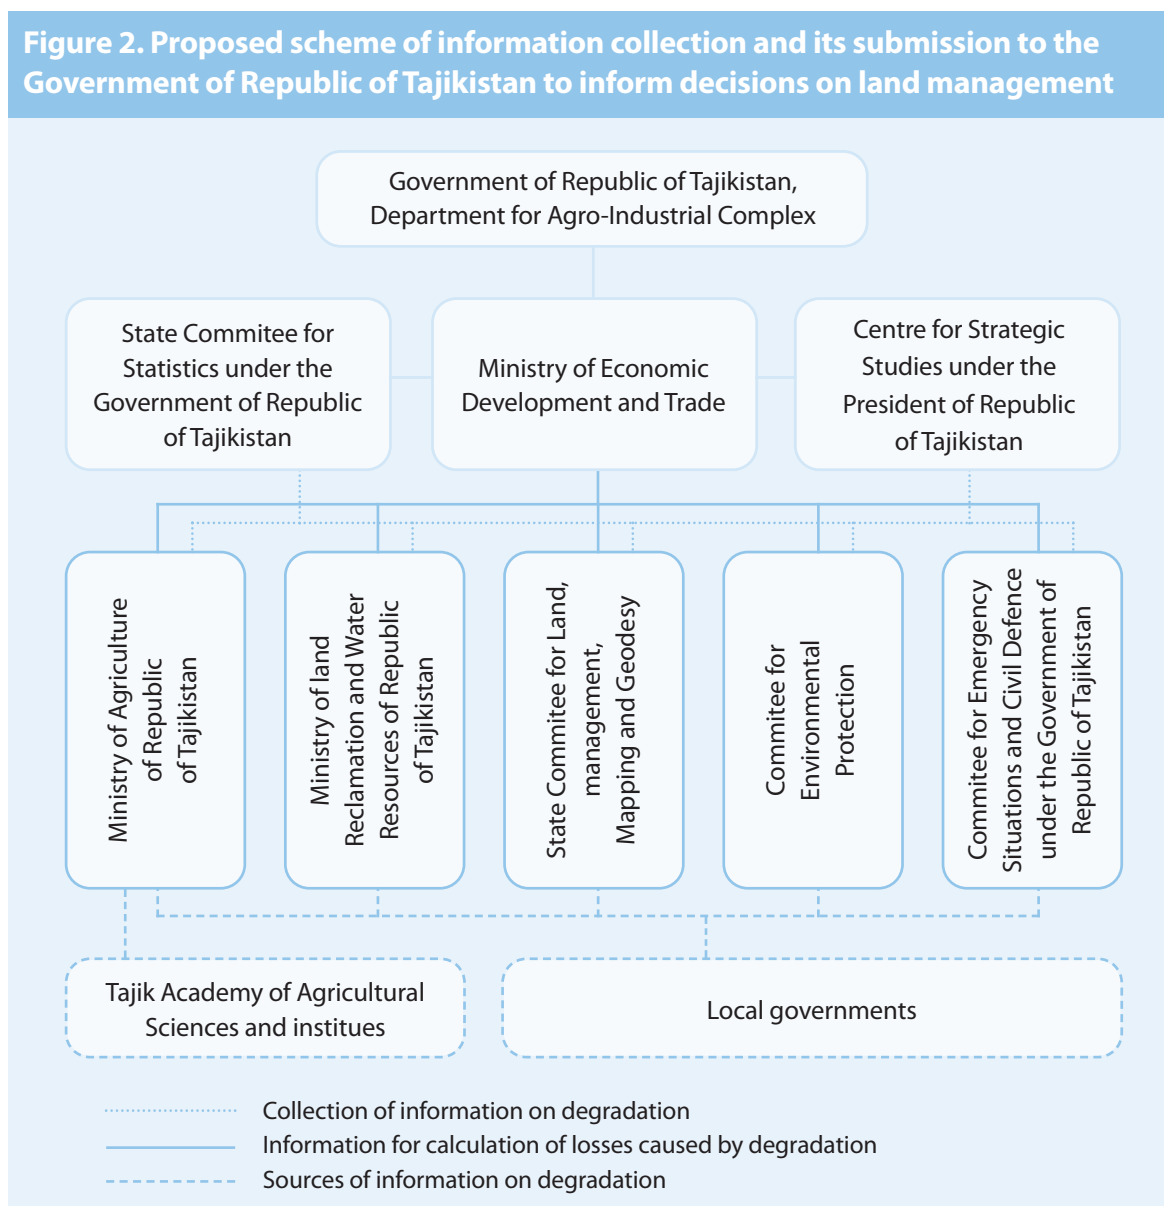 Figure 2. Proposed scheme of information collection and its submission to the
Government of Republic of Tajikistan to inform decisions on land management
Government of Republic of Tajikistan,
Department for Agro-Industrial Complex
State Commitee for
Statistics under the
Government of Republic
of Tajikistan
Ministry of Economic
Development and Trade
Centre for Strategic
Studies under the
President of Republic
of Tajikistan
Ministry of Agriculture
of Republic
of Tajikistan
Ministry of land
Reclamation and Water
Resources of Republic
of Tajikistan
State Committee for Land,
management,
Mapping and Geodesy
Commitee for
Environmental
Protection
Commitee for Emergency
Situations and Civil Defence
under the Government of
Republic of Tajikistan
Tajik Academy of Agricultural
Sciences and institues
Local governments
Collection of information on degradation
Information for calculation of losses caused by degradation
Sources of information on degradation